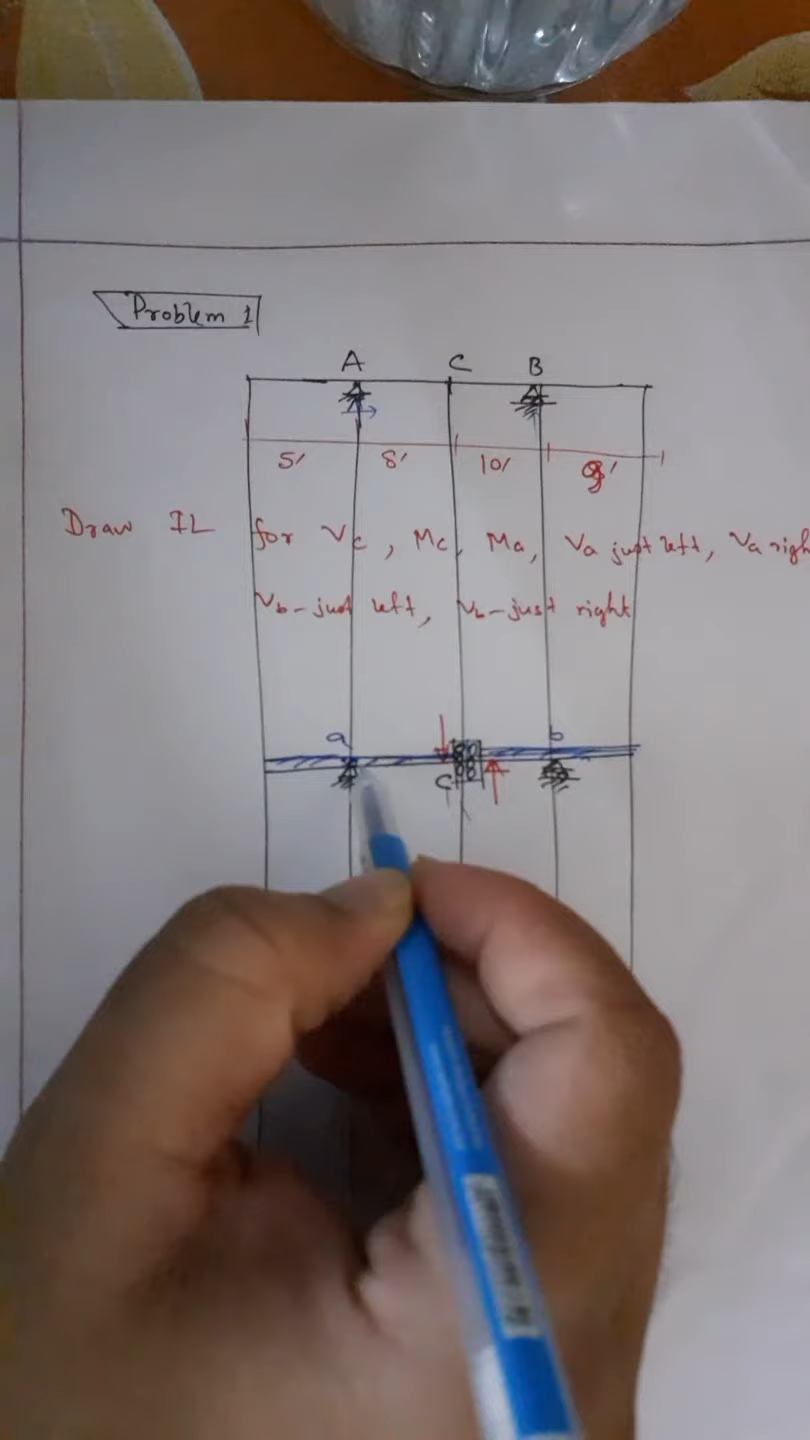 Problem 1
A C B
5' 8' 10' 9'
Draw IL for Vc, Mc, Ma, Va just left, Va righ
Vb-just left, Vb-just right
a b
C